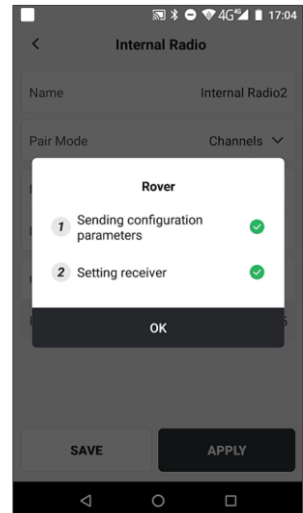 4G 17:04
Internal Radio
Name Internal Radio2
Pair Mode Channels
Rover
1 Sending configuration
parameters
2 Setting receiver
OK
SAVE APPLY